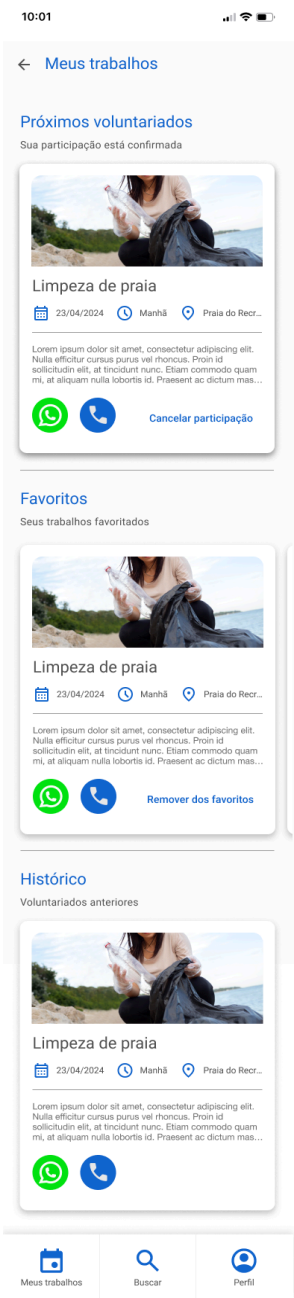 10:01
Meus trabalhos
Próximos voluntariados
Sua participação está confirmada
Limpeza de praia
23/04/2024 Manhã Praia do Recr...
Lorem ipsum dolor sit amet, consectetur adipiscing elit.
Nulla efficitur cursus purus vel rhoncus. Proin id
sollicitudin elit, at tincidunt nunc. Etiam commodo quam
mi, at aliquam nulla lobortis id. Praesent ac dictum mas...
Cancelar participação
Favoritos
Seus trabalhos favoritados
Limpeza de praia
23/04/2024 Manhã Praia do Recr...
Lorem ipsum dolor sit amet, consectetur adipiscing elit.
Nulla efficitur cursus purus vel rhoncus. Proin id
sollicitudin elit, at tincidunt nunc. Etiam commodo quam
mi, at aliquam nulla lobortis id. Praesent ac dictum mas...
Remover dos favoritos
Histórico
Voluntariados anteriores
Limpeza de praia
23/04/2024 Manhã Praia do Recr...
Lorem ipsum dolor sit amet, consectetur adipiscing elit.
Nulla efficitur cursus purus vel rhoncus. Proin id
sollicitudin elit, at tincidunt nunc. Etiam commodo quam
mi, at aliquam nulla lobortis id. Praesent ac dictum mas...
Meus trabalhos Buscar Perfil